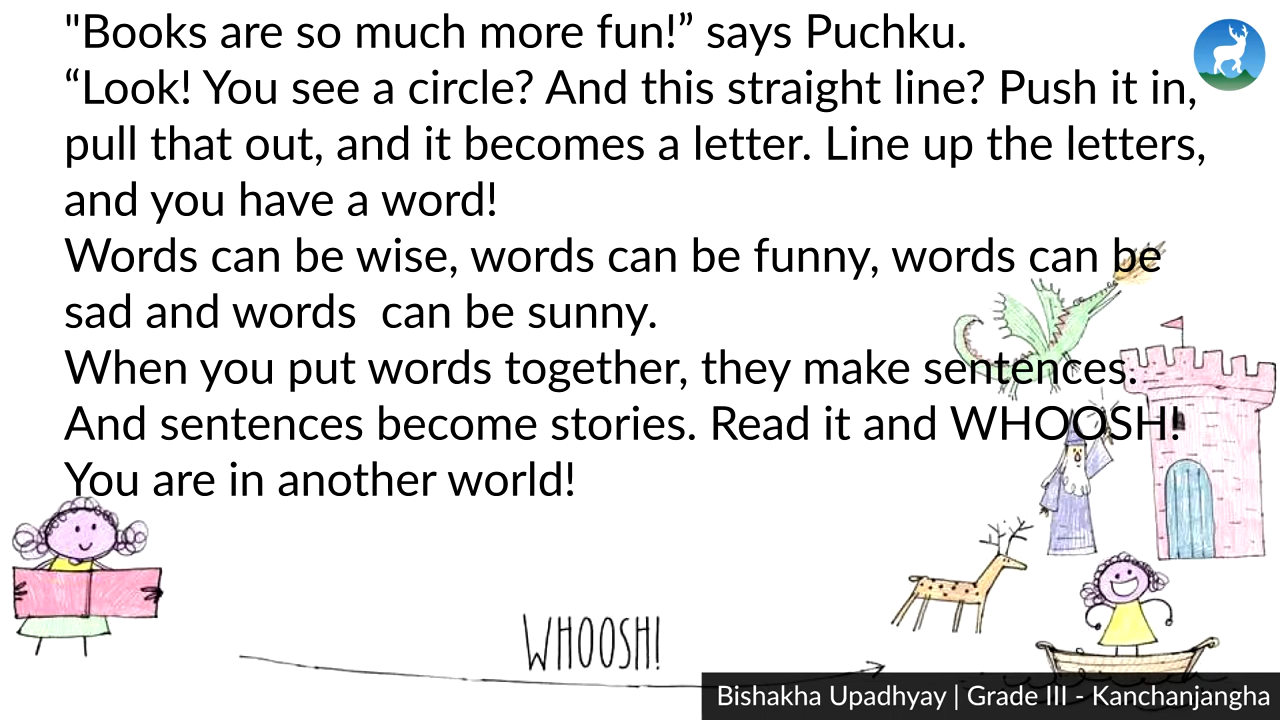 "Books are so much more fun!” says Puchku.
“Look! You see a circle? And this straight line? Push it in,
pull that out, and it becomes a letter. Line up the letters,
and you have a word!
Words can be wise, words can be funny, words can be
sad and words  can be sunny.
When you put words together, they make sentences.
And sentences become stories. Read it and WHOOSH!
You are in another world!
WHOOSH!
Bishakha Upadhyay | Grade III - Kanchanjangha